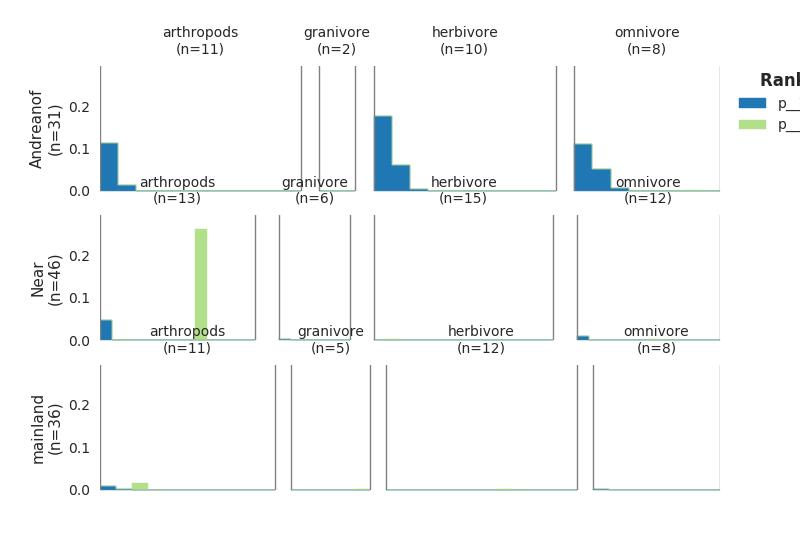 arthropods
(n=11)
granivore
(n=2)
herbivore
(n=10)
omnivore
(n=8)
Andreanof
(n=31)
0.2
0.1
0.0
Rank
p__
p__
arthropods
(n=13)
granivore
(n=6)
herbivore
(n=15)
omnivore
(n=12)
Near
(n=46)
0.2
0.1
0.0
arthropods
(n=11)
granivore
(n=5)
herbivore
(n=12)
omnivore
(n=8)
mainland
(n=36)
0.2
0.1
0.0